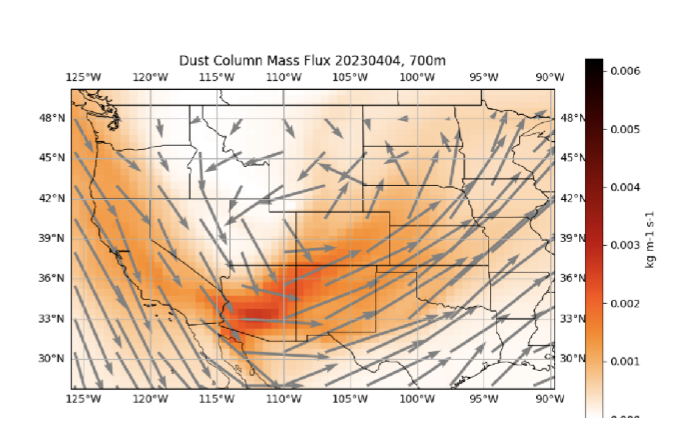 Dust Column Mass Flux 20230404, 700m
125°W 120°W 115°W 110°W 105°W 100°W 95°W 90°W
0.006
48°N 48°N
0.005
45°N 45°N
0.004
42°N 42°N
39°N 39°N
0.003
kg m-1 s-1
36°N 36°N
0.002
33°N 33°N
30°N 30°N
0.001
125°W 120°W 115°W 110°W 105°W 100°W 95°W 90°W